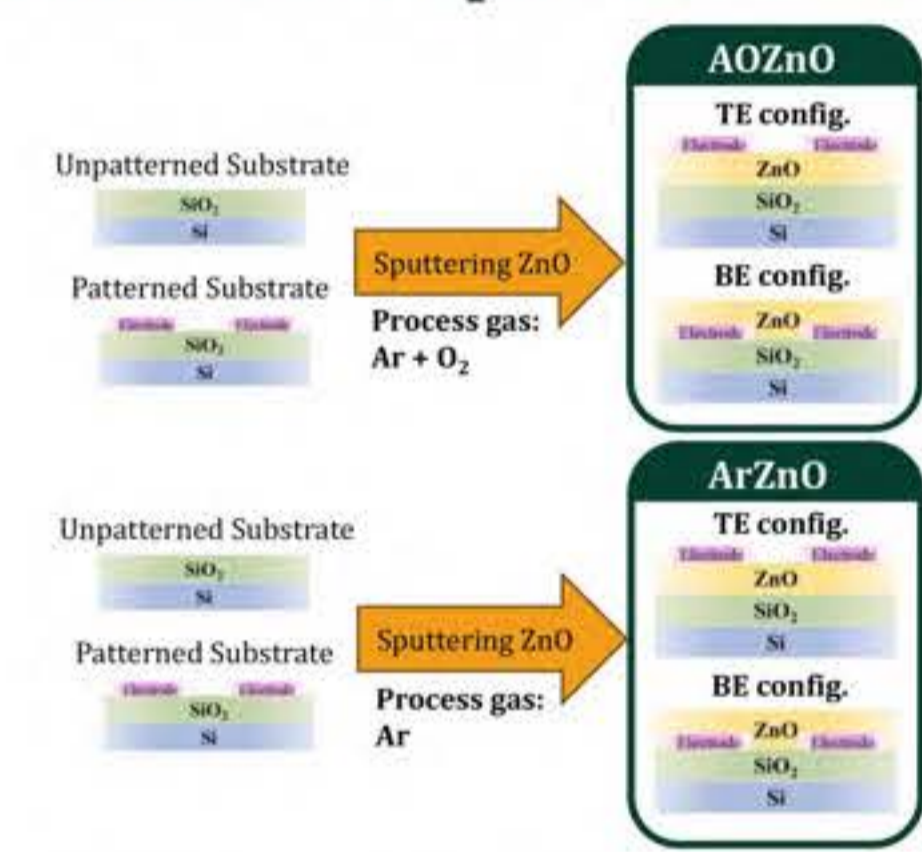 AOZnO
TE config.
Electrode Electrode
ZnO
SiO₂
Si
BE config.
ZnO
Electrode Electrode
SiO₂
Si
Unpatterned Substrate
SiO₂
Si
Patterned Substrate
Electrode Electrode
SiO₂
Si
Sputtering ZnO
Process gas:
Ar + O₂
ArZnO
TE config.
Electrode Electrode
ZnO
SiO₂
Si
BE config.
ZnO
Electrode Electrode
SiO₂
Si
Unpatterned Substrate
SiO₂
Si
Patterned Substrate
Electrode Electrode
SiO₂
Si
Sputtering ZnO
Process gas:
Ar